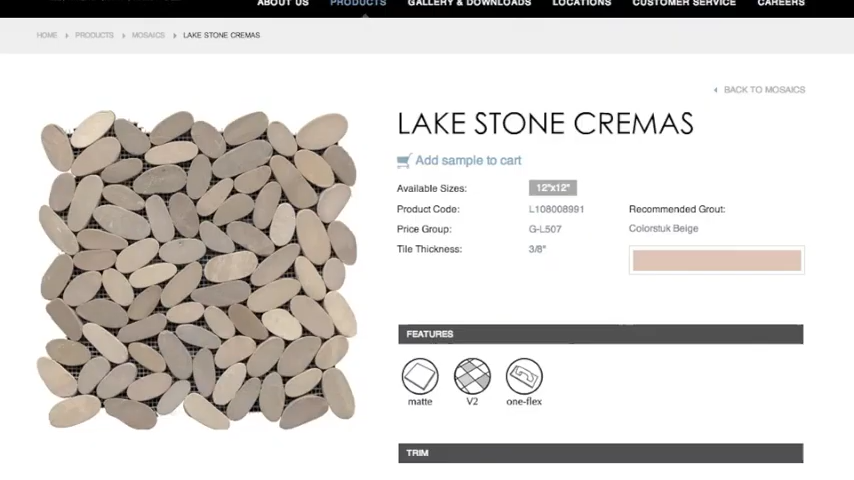 ABOUT US PRODUCTS GALLERY & DOWNLOADS LOCATIONS CUSTOMER SERVICE CAREERS
HOME PRODUCTS MOSAICS LAKE STONE CREMAS
BACK TO MOSAICS
LAKE STONE CREMAS
Add sample to cart
Available Sizes: 12"x12"
Product Code: L108008991
Price Group: G-L507
Tile Thickness: 3/8"
Recommended Grout:
Colorstuk Beige
FEATURES
matte V2 one-flex
TRIM